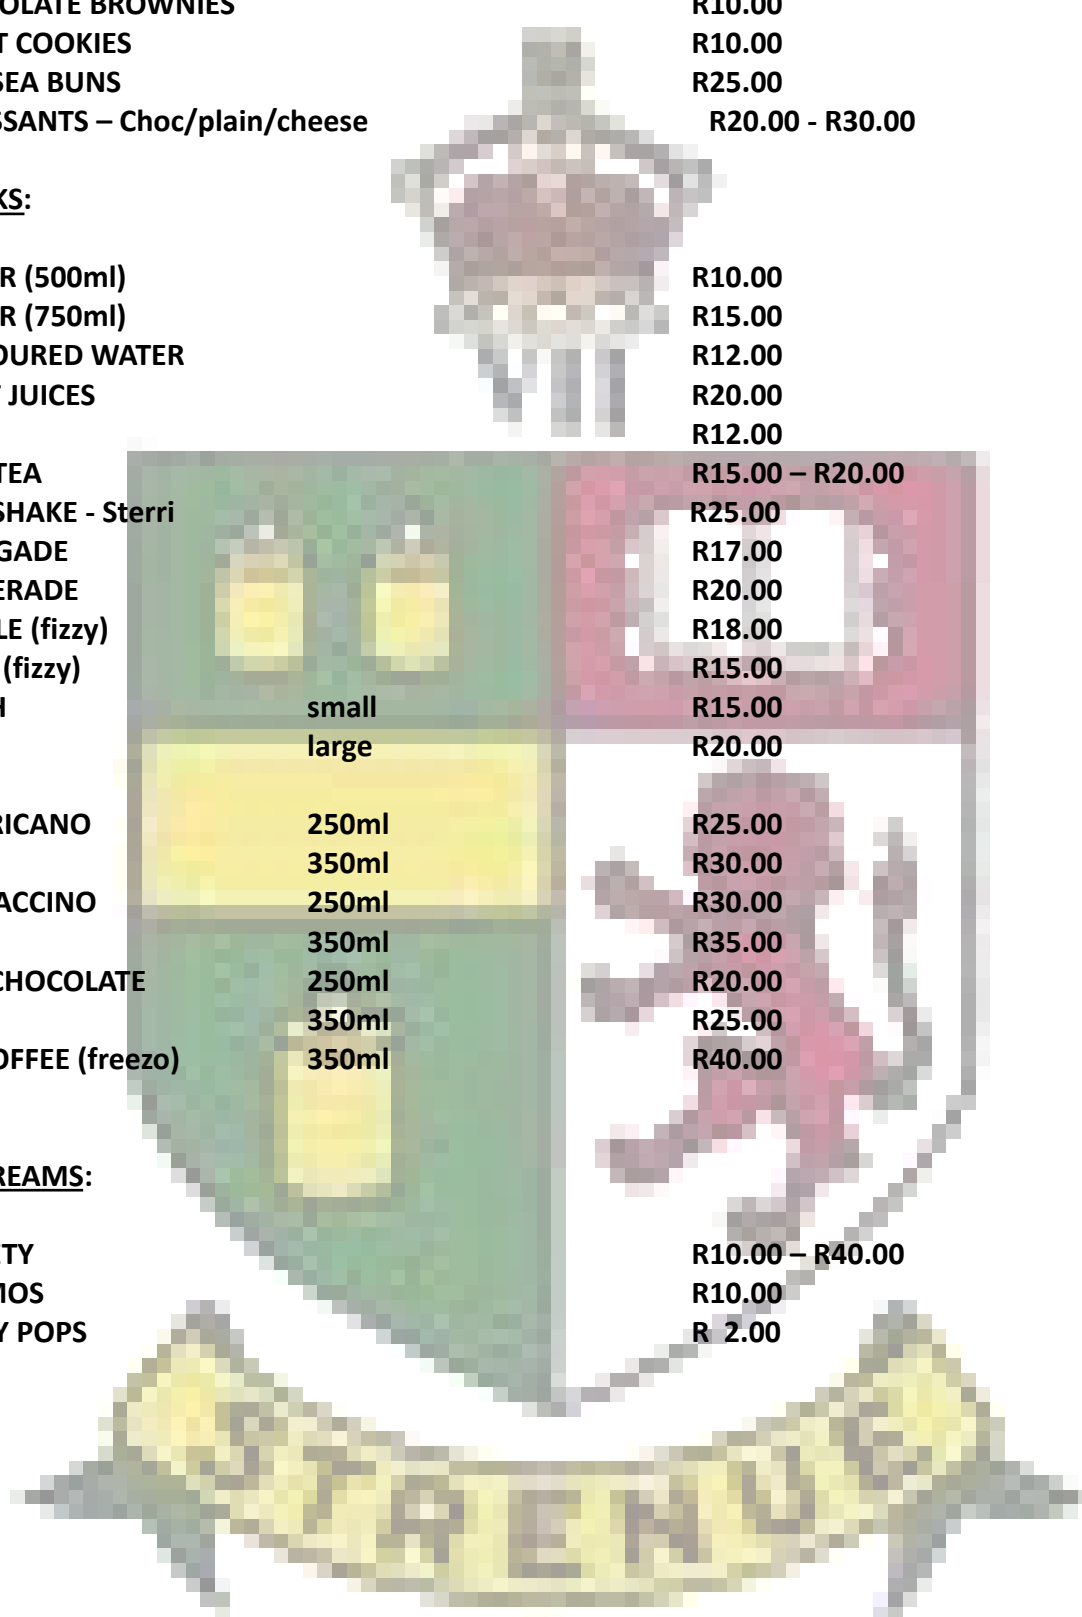 OLATE BROWNIES R10.00
T COOKIES R10.00
SEA BUNS R25.00
SSANTS – Choc/plain/cheese R20.00 - R30.00
KS:
R (500ml) R10.00
R (750ml) R15.00
OURED WATER R12.00
T JUICES R20.00
R12.00
TEA R15.00 – R20.00
SHAKE - Sterri R25.00
GADE R17.00
ERADE R20.00
LE (fizzy) R18.00
(fizzy) R15.00
H small R15.00
large R20.00
RICANO 250ml R25.00
350ml R30.00
ACCINO 250ml R30.00
350ml R35.00
CHOCOLATE 250ml R20.00
350ml R25.00
OFFEE (freezo) 350ml R40.00
REAMS:
ETY R10.00 – R40.00
MOS R10.00
Y POPS R 2.00
STRENUE